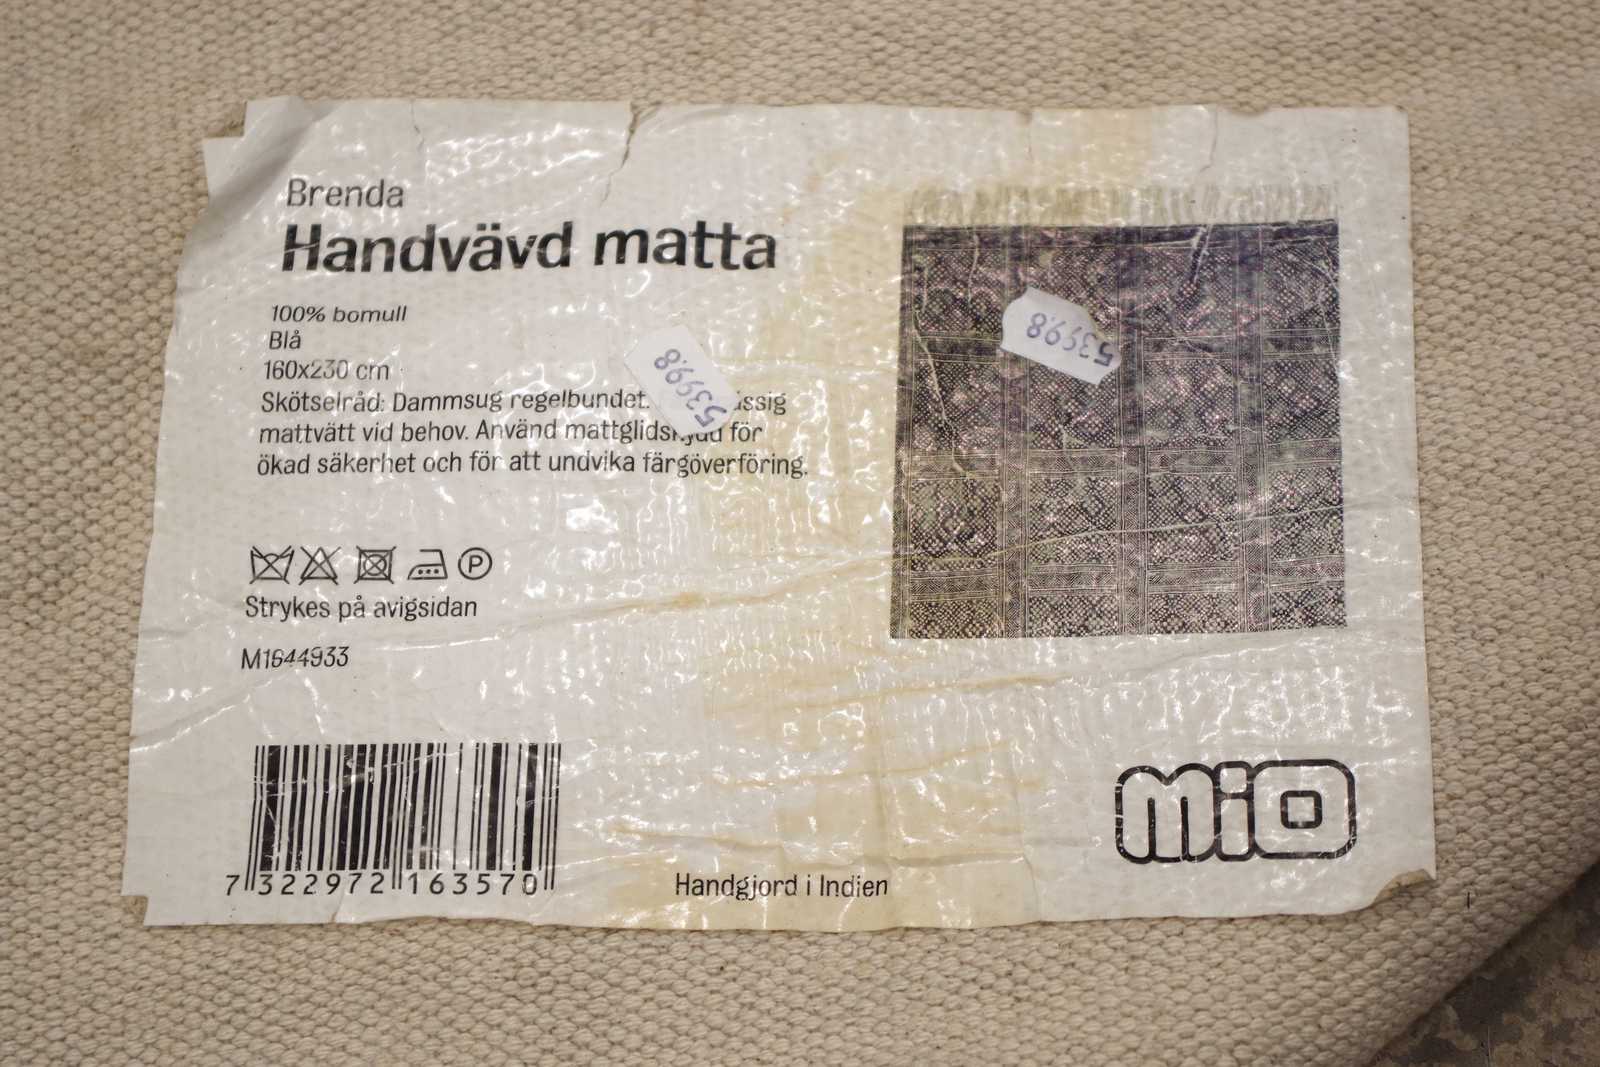 Brenda
Handvävd matta
100% bomull
Blå
160x230 cm
Skötselråd: Dammsug regelbundet.
mattvätt vid behov. Använd för
ökad säkerhet och för att undvika färgöverföring.
53998
53998
P
Strykes på avigsidan
M1644933
7 322972 163570
Handgjord i Indien
mio